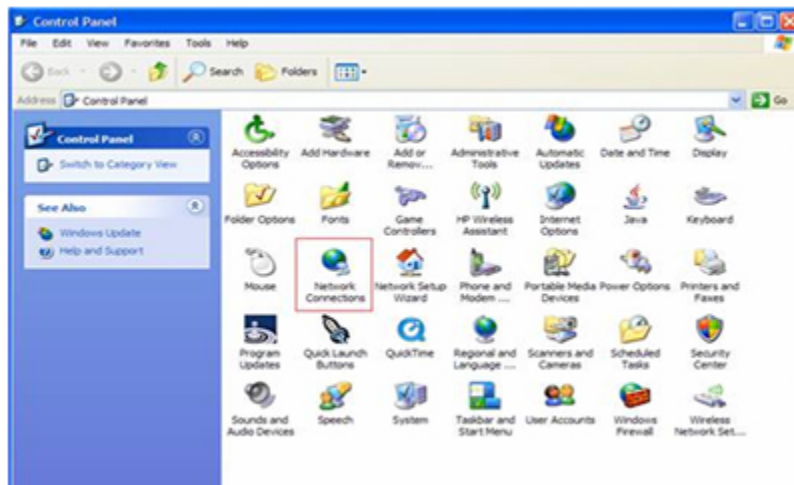 Control Panel
File Edit View Favorites Tools Help
Back Search Folders
Address Control Panel Go
Control Panel
Switch to Category View
See Also
Windows Update
Help and Support
Accessibility Options
Add Hardware
Add or Remov...
Administrative Tools
Automatic Updates
Date and Time
Display
Folder Options
Fonts
Game Controllers
HP Wireless Assistant
Internet Options
Java
Keyboard
Mouse
Network Connections
Network Setup Wizard
Phone and Modem ...
Portable Media Devices
Power Options
Printers and Faxes
Program Updates
Quick Launch Buttons
QuickTime
Regional and Language ...
Scanners and Cameras
Scheduled Tasks
Security Center
Sounds and Audio Devices
Speech
System
Taskbar and Start Menu
User Accounts
Windows Firewall
Wireless Network Set...